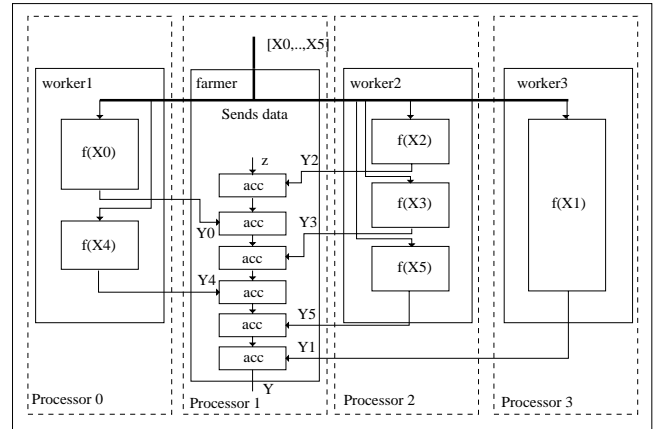 [X0,..,X5]
worker1
farmer
worker2
worker3
Sends data
f(X0)
f(X2)
f(X1)
z
Y2
acc
f(X3)
Y0
acc
Y3
f(X4)
acc
f(X5)
Y4
acc
Y5
acc
Y1
acc
Y
Processor 0
Processor 1
Processor 2
Processor 3